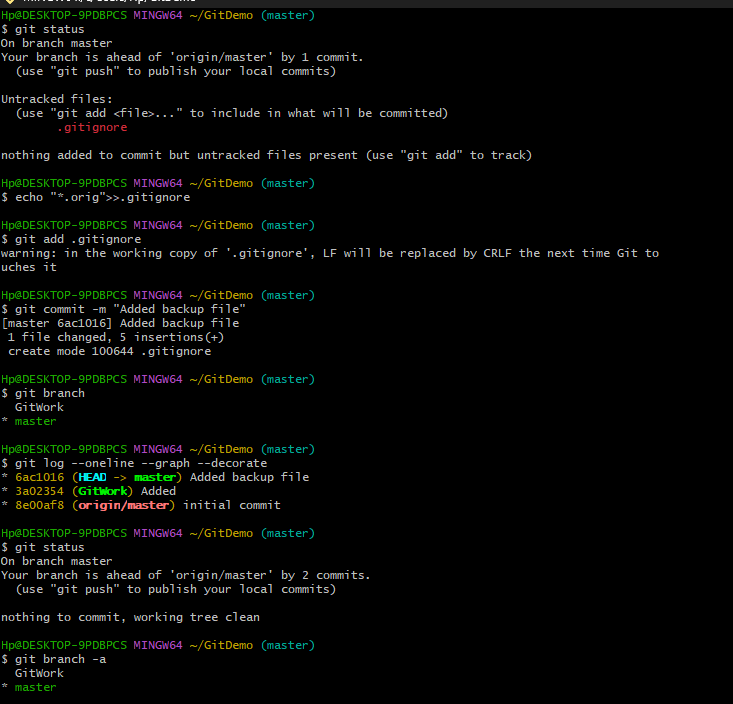 Hp@DESKTOP-9PDBPCS MINGW64 ~/GitDemo (master)
$ git status
On branch master
Your branch is ahead of 'origin/master' by 1 commit.
  (use "git push" to publish your local commits)

Untracked files:
  (use "git add <file>..." to include in what will be committed)
        .gitignore

nothing added to commit but untracked files present (use "git add" to track)

Hp@DESKTOP-9PDBPCS MINGW64 ~/GitDemo (master)
$ echo "*.orig">>.gitignore

Hp@DESKTOP-9PDBPCS MINGW64 ~/GitDemo (master)
$ git add .gitignore
warning: in the working copy of '.gitignore', LF will be replaced by CRLF the next time Git to
uches it

Hp@DESKTOP-9PDBPCS MINGW64 ~/GitDemo (master)
$ git commit -m "Added backup file"
[master 6ac1016] Added backup file
 1 file changed, 5 insertions(+)
 create mode 100644 .gitignore

Hp@DESKTOP-9PDBPCS MINGW64 ~/GitDemo (master)
$ git branch
  GitWork
* master

Hp@DESKTOP-9PDBPCS MINGW64 ~/GitDemo (master)
$ git log --oneline --graph --decorate
* 6ac1016 (HEAD -> master) Added backup file
* 3a02354 (GitWork) Added
* 8e00af8 (origin/master) initial commit

Hp@DESKTOP-9PDBPCS MINGW64 ~/GitDemo (master)
$ git status
On branch master
Your branch is ahead of 'origin/master' by 2 commits.
  (use "git push" to publish your local commits)

nothing to commit, working tree clean

Hp@DESKTOP-9PDBPCS MINGW64 ~/GitDemo (master)
$ git branch -a
  GitWork
* master